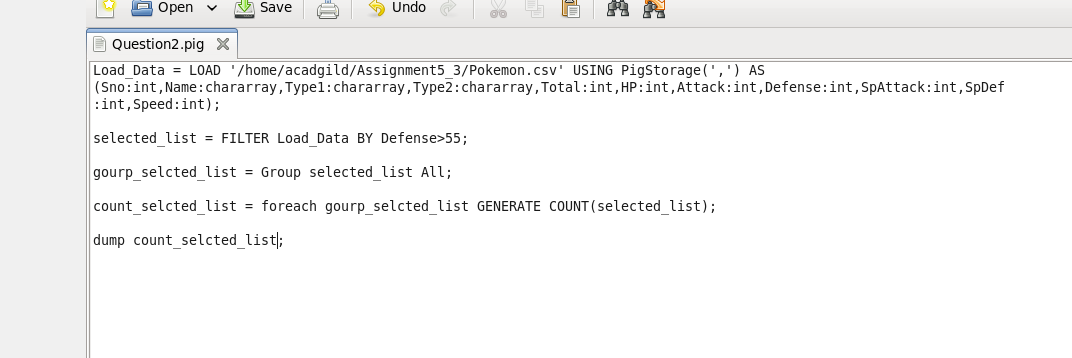 Open Save Undo
Question2.pig
Load_Data = LOAD '/home/acadgild/Assignment5_3/Pokemon.csv' USING PigStorage(',') AS
(Sno:int,Name:chararray,Type1:chararray,Type2:chararray,Total:int,HP:int,Attack:int,Defense:int,SpAttack:int,SpDef
:int,Speed:int);
selected_list = FILTER Load_Data BY Defense>55;
gourp_selcted_list = Group selected_list All;
count_selcted_list = foreach gourp_selcted_list GENERATE COUNT(selected_list);
dump count_selcted_list;